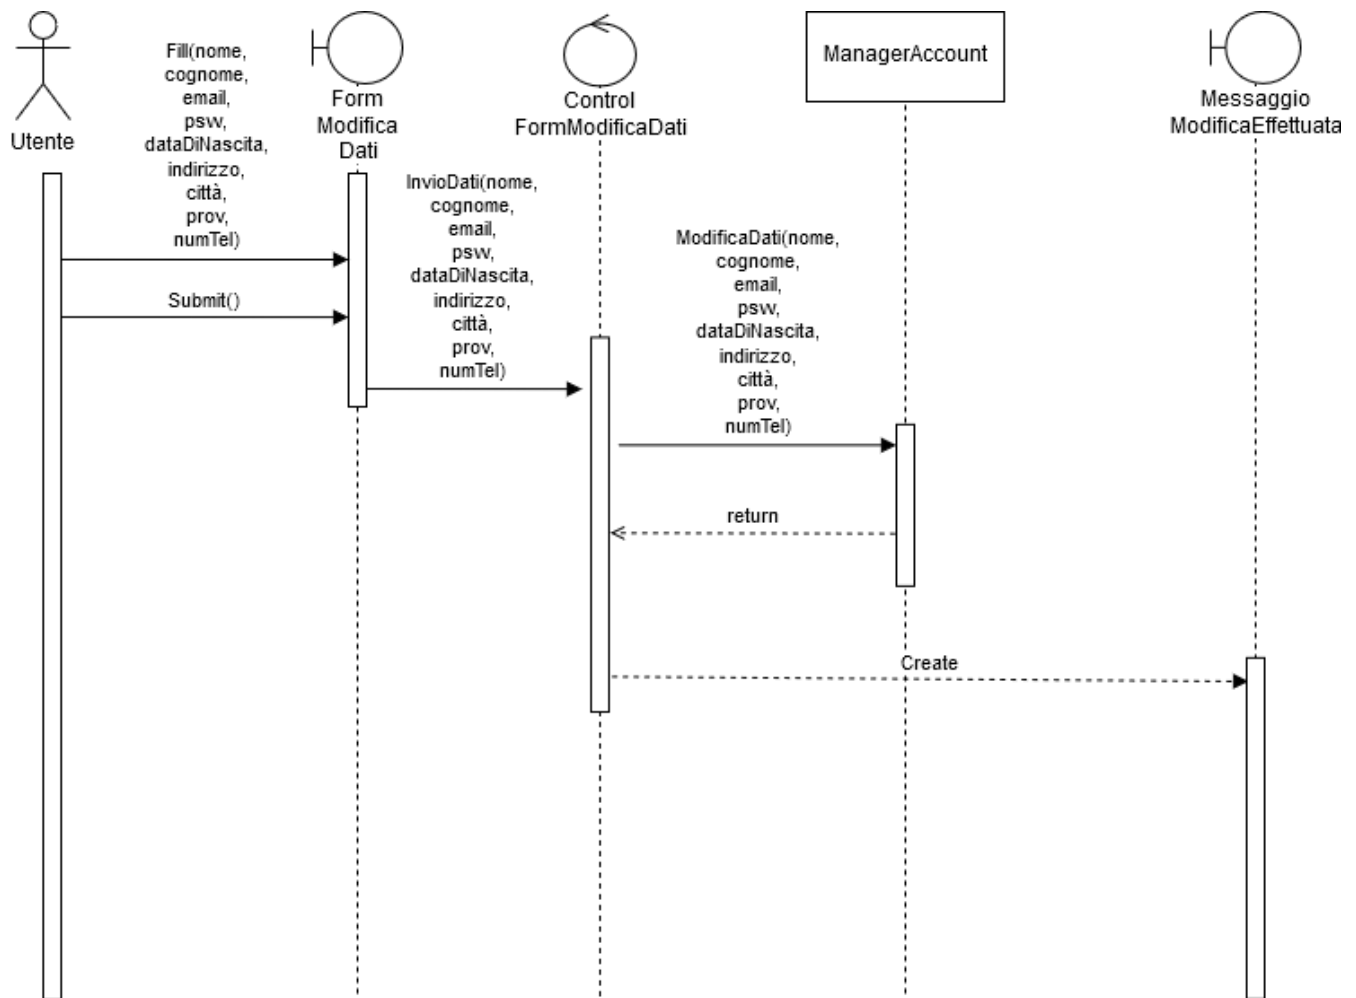 Utente
Form
Modifica
Dati
Control
FormModificaDati
ManagerAccount
Messaggio
ModificaEffettuata
Fill(nome,
cognome,
email,
psw,
dataDiNascita,
indirizzo,
città,
prov,
numTel)
Submit()
InvioDati(nome,
cognome,
email,
psw,
dataDiNascita,
indirizzo,
città,
prov,
numTel)
ModificaDati(nome,
cognome,
email,
psw,
dataDiNascita,
indirizzo,
città,
prov,
numTel)
return
Create